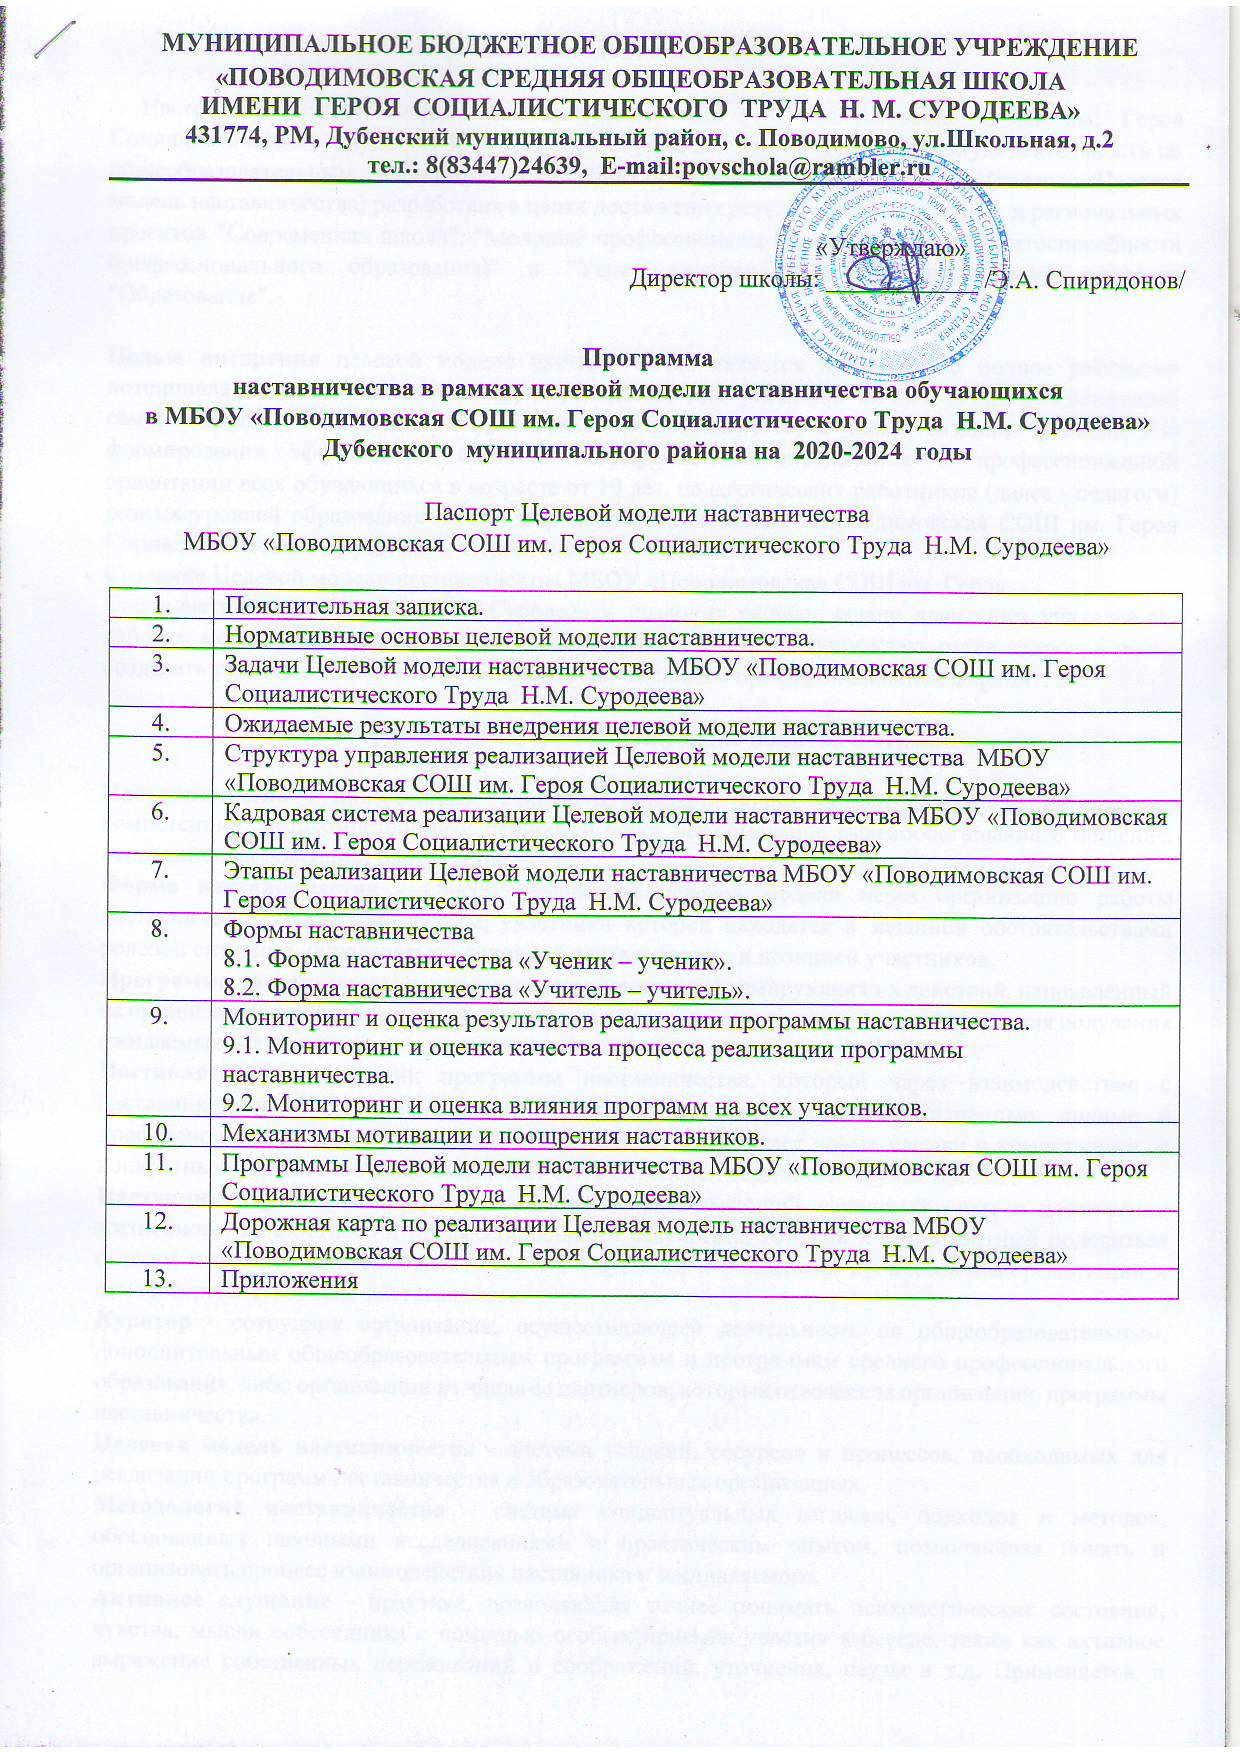 МУНИЦИПАЛЬНОЕ БЮДЖЕТНОЕ ОБЩЕОБРАЗОВАТЕЛЬНОЕ УЧРЕЖДЕНИЕ
«ПОВОДИМОВСКАЯ СРЕДНЯЯ ОБЩЕОБРАЗОВАТЕЛЬНАЯ ШКОЛА
ИМЕНИ ГЕРОЯ СОЦИАЛИСТИЧЕСКОГО ТРУДА Н. М. СУРОДЕЕВА»
431774, РМ, Дубенский муниципальный район, с. Поводимово, ул.Школьная, д.2
тел.: 8(83447)24639, E-mail:povschola@rambler.ru
«Утверждаю»
Директор школы: ____________ /Э.А. Спиридонов/
Программа
наставничества в рамках целевой модели наставничества обучающихся
в МБОУ «Поводимовская СОШ им. Героя Социалистического Труда Н.М. Суродеева»
Дубенского муниципального района на 2020-2024 годы
Паспорт Целевой модели наставничества
МБОУ «Поводимовская СОШ им. Героя Социалистического Труда Н.М. Суродеева»
1. Пояснительная записка.
2. Нормативные основы целевой модели наставничества.
3. Задачи Целевой модели наставничества МБОУ «Поводимовская СОШ им. Героя
Социалистического Труда Н.М. Суродеева»
4. Ожидаемые результаты внедрения целевой модели наставничества.
5. Структура управления реализацией Целевой модели наставничества МБОУ
«Поводимовская СОШ им. Героя Социалистического Труда Н.М. Суродеева»
6. Кадровая система реализации Целевой модели наставничества МБОУ «Поводимовская
СОШ им. Героя Социалистического Труда Н.М. Суродеева»
7. Этапы реализации Целевой модели наставничества МБОУ «Поводимовская СОШ им.
Героя Социалистического Труда Н.М. Суродеева»
8. Формы наставничества
8.1. Форма наставничества «Ученик – ученик».
8.2. Форма наставничества «Учитель – учитель».
9. Мониторинг и оценка результатов реализации программы наставничества.
9.1. Мониторинг и оценка качества процесса реализации программы
наставничества.
9.2. Мониторинг и оценка влияния программ на всех участников.
10. Механизмы мотивации и поощрения наставников.
11. Программы Целевой модели наставничества МБОУ «Поводимовская СОШ им. Героя
Социалистического Труда Н.М. Суродеева»
12. Дорожная карта по реализации Целевая модель наставничества МБОУ
«Поводимовская СОШ им. Героя Социалистического Труда Н.М. Суродеева»
13. Приложения